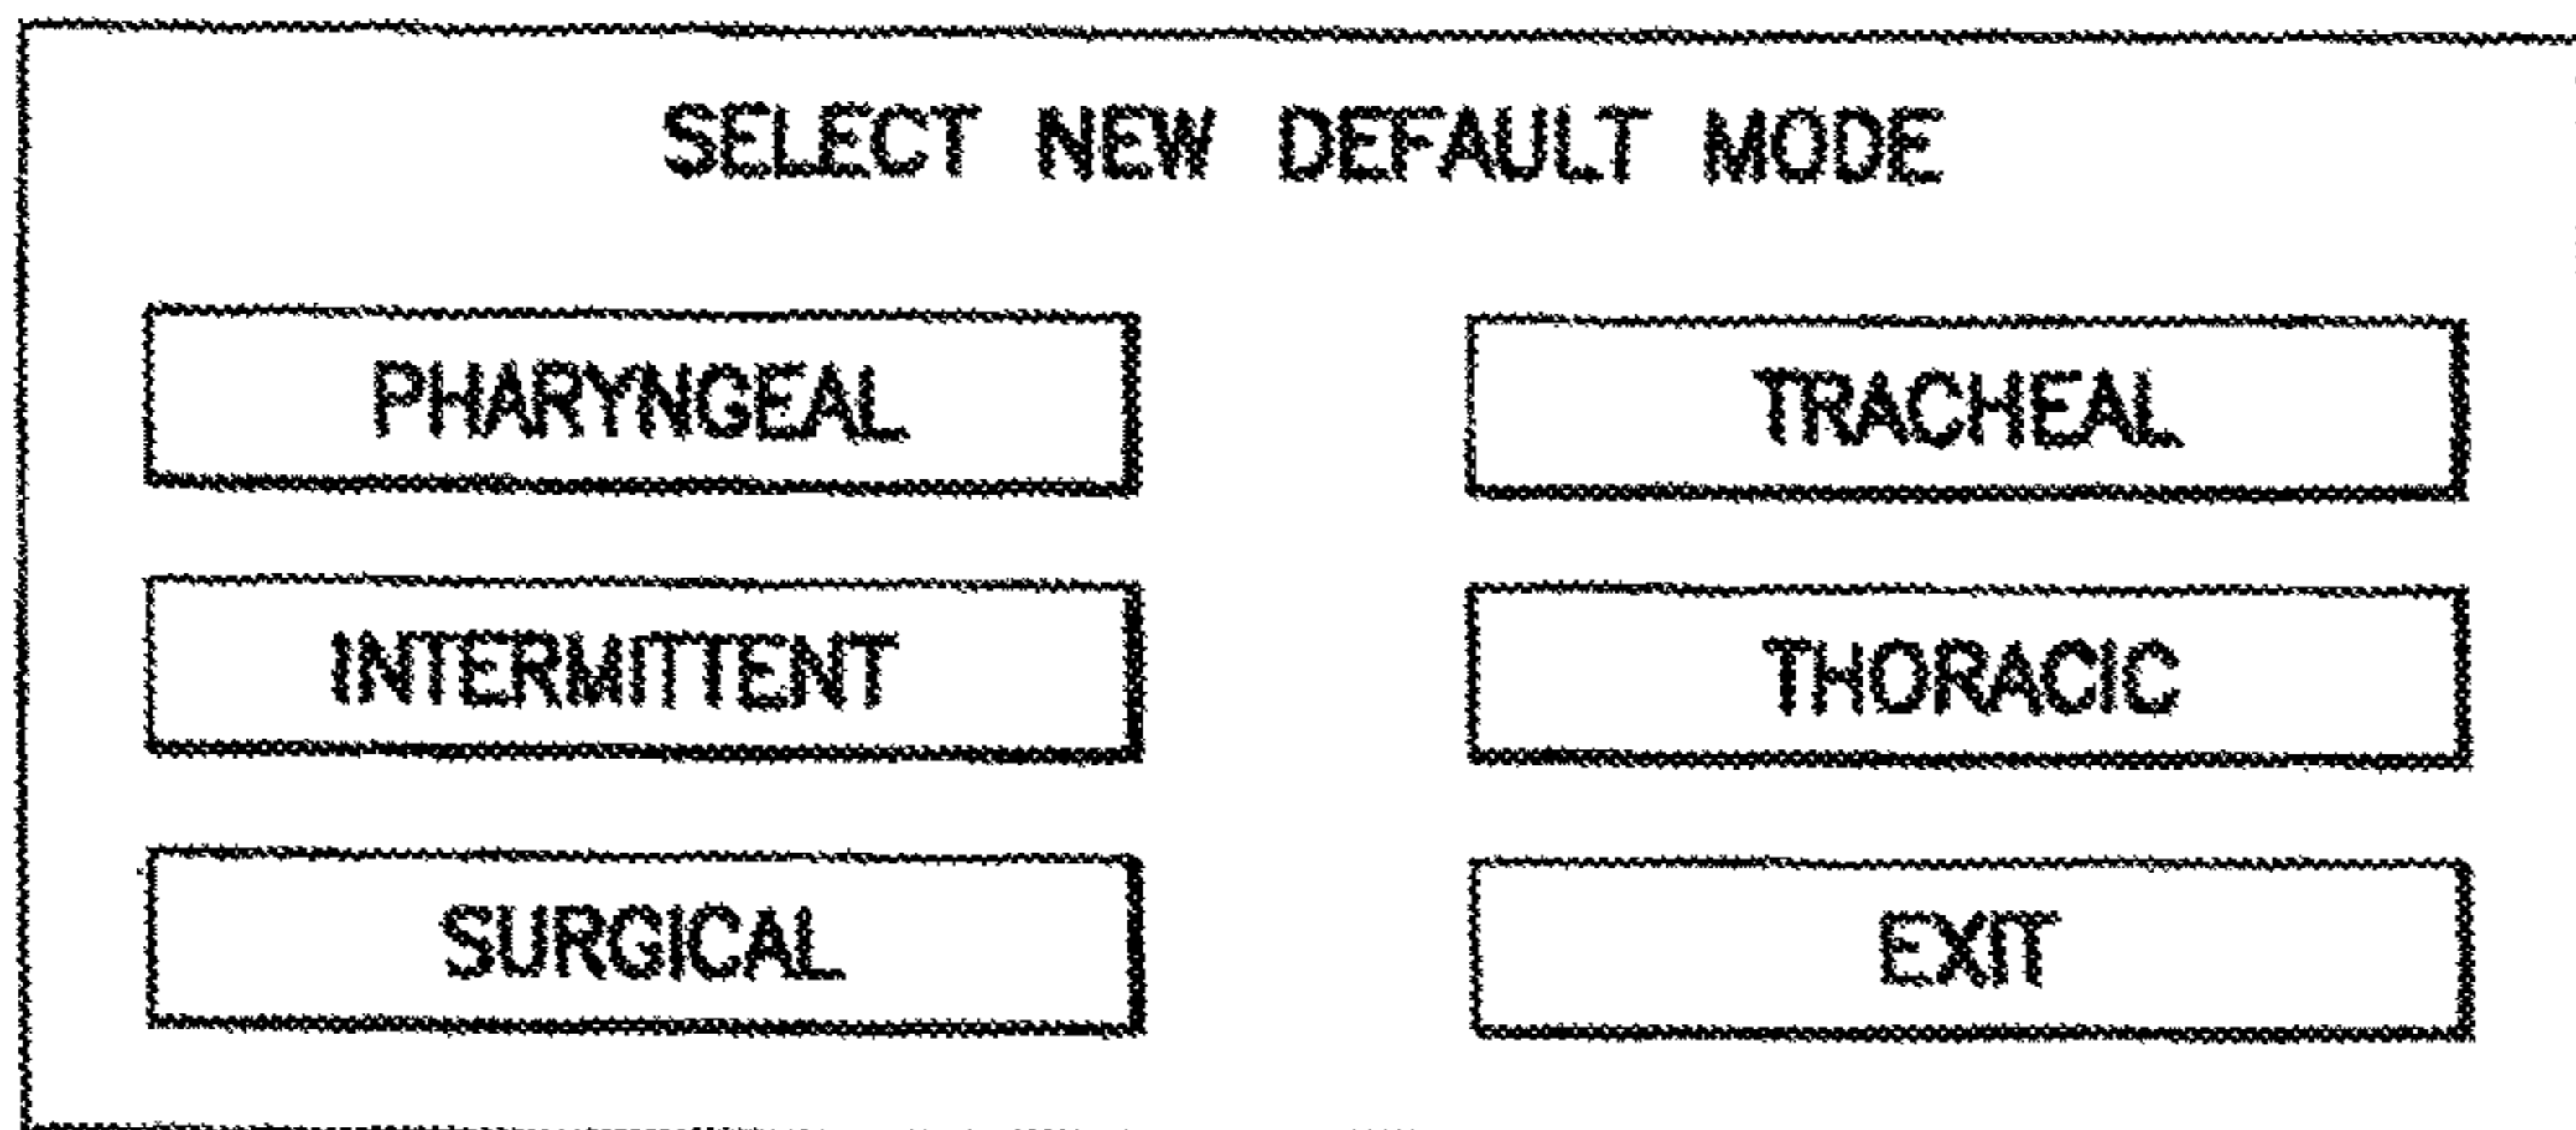 SELECT NEW DEFAULT MODE
PHARYNGEAL TRACHEAL
INTERMITTENT THORACIC
SURGICAL EXIT